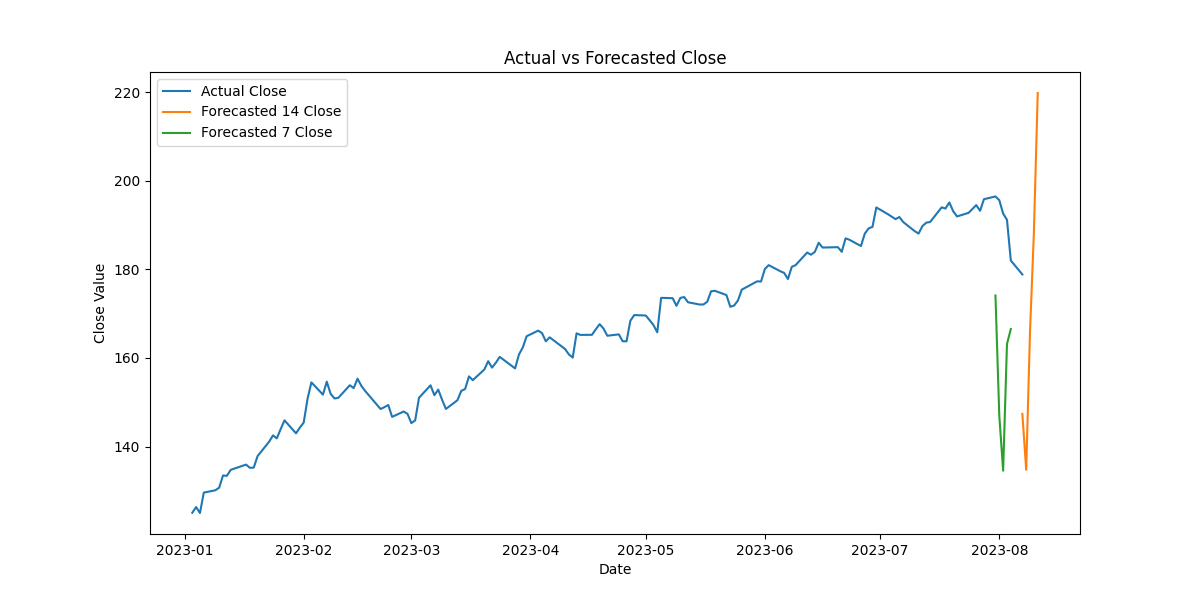 Actual vs Forecasted Close
Actual Close
Forecasted 14 Close
Forecasted 7 Close
220
200
180
160
140
Close Value
2023-01 2023-02 2023-03 2023-04 2023-05 2023-06 2023-07 2023-08
Date